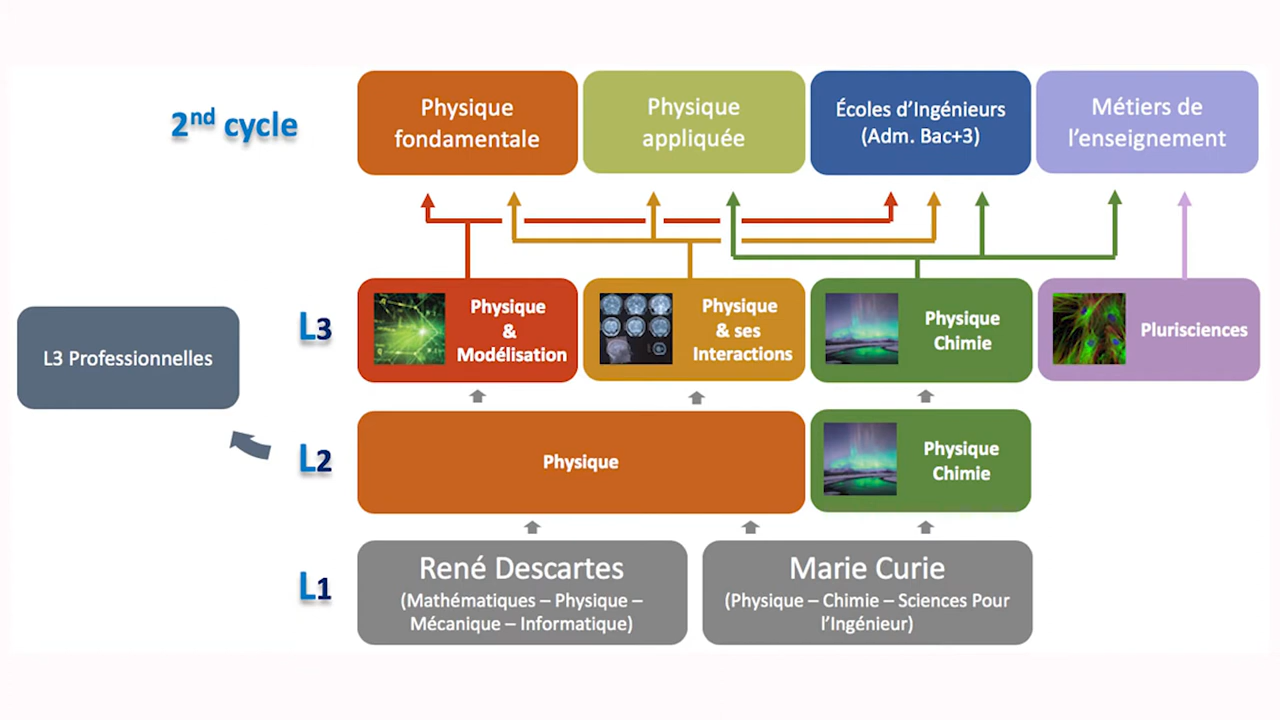 2nd cycle
Physique
fondamentale
Physique
appliquée
Écoles d'Ingénieurs
(Adm. Bac+3)
Métiers de
l'enseignement
L3 Professionnelles
L3
Physique
&
Modélisation
Physique
& ses
Interactions
Physique
Chimie
Plurisciences
L2
Physique
Physique
Chimie
L1
René Descartes
(Mathématiques – Physique –
Mécanique – Informatique)
Marie Curie
(Physique – Chimie – Sciences Pour
l'Ingénieur)